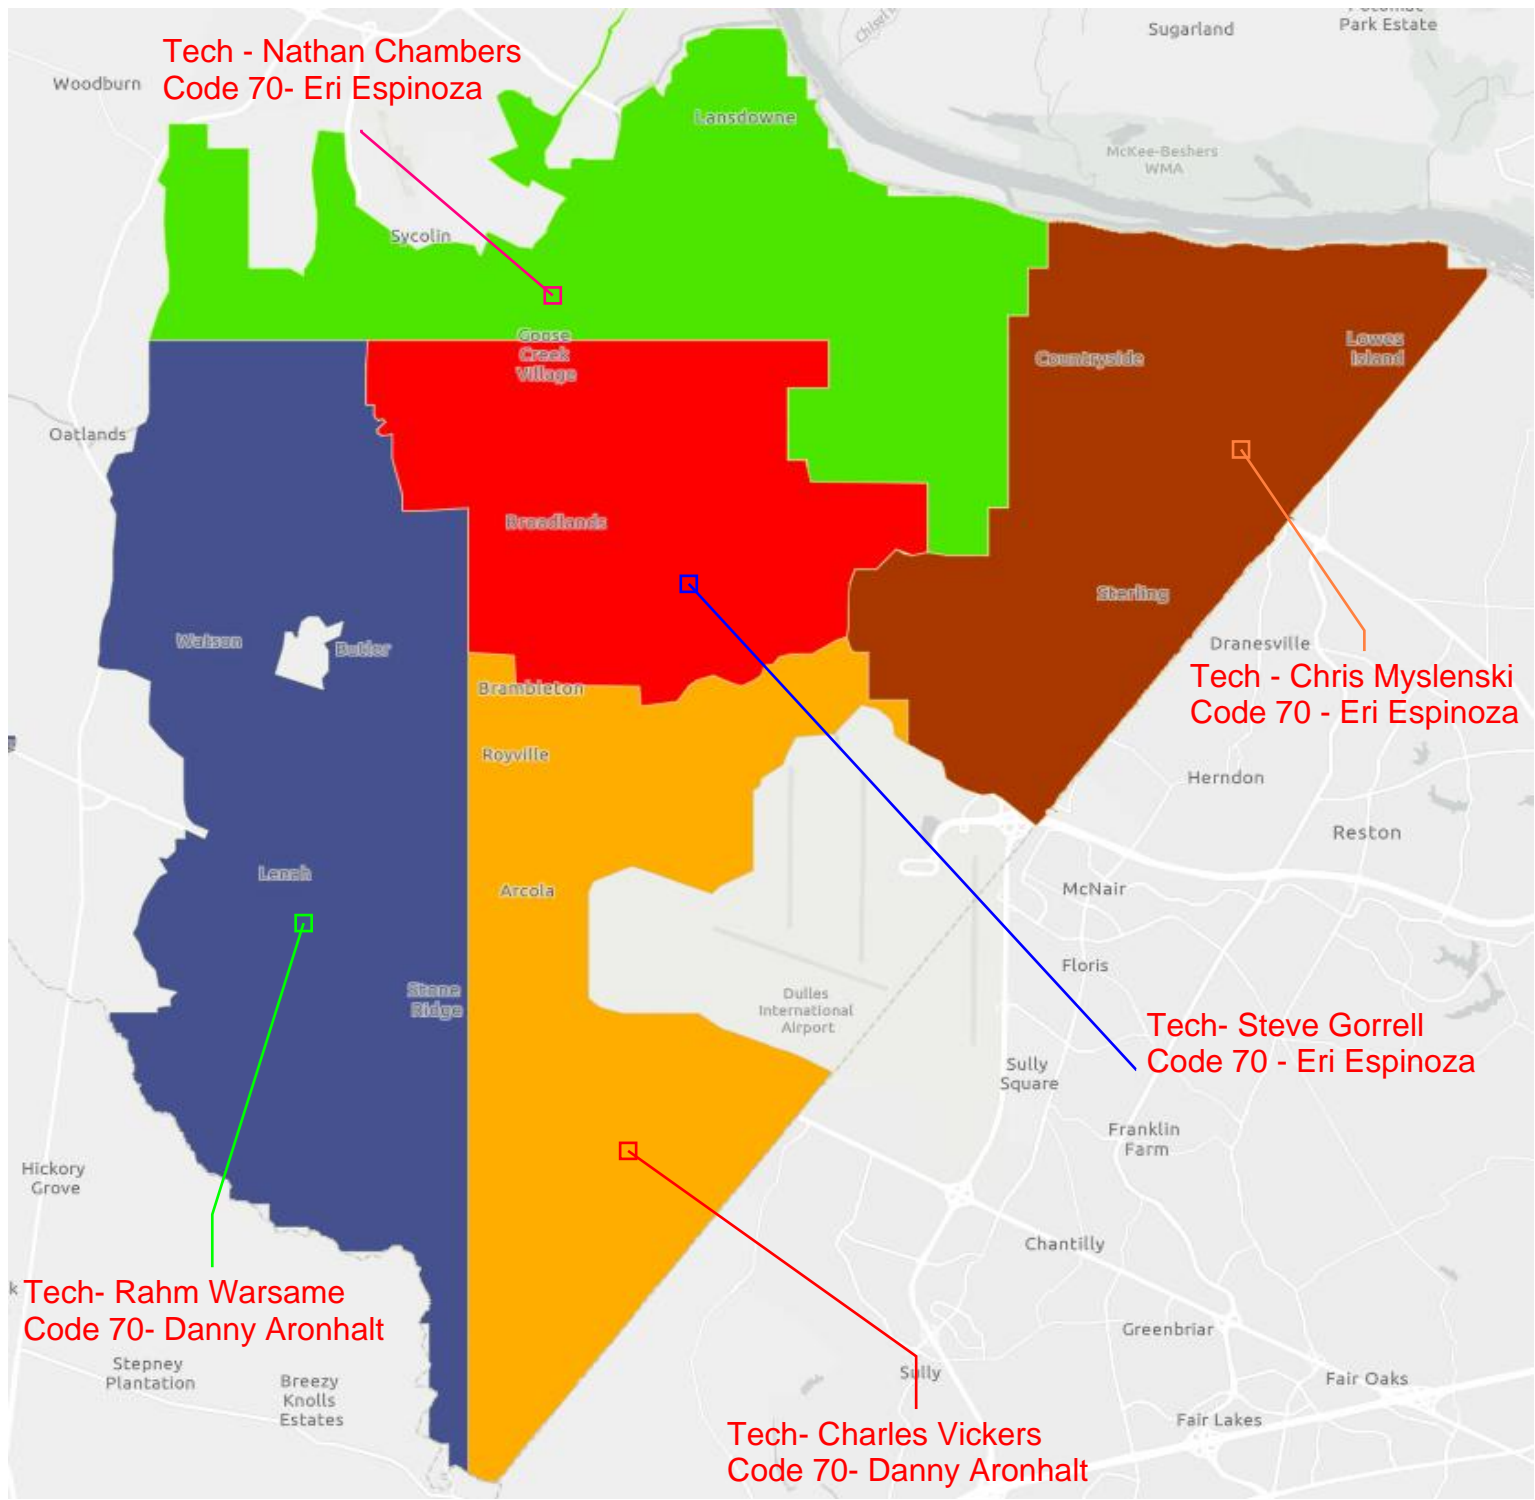 Potomac
Park Estate
Sugarland
Chisel
Tech - Nathan Chambers
Code 70- Eri Espinoza
Woodburn
Lansdowne
McKee-Beshers
WMA
Sycolin
Goose
Creek
Village
Countryside
Lowes
Island
Oatlands
Broadlands
Sterling
Watson
Butler
Dranesville
Tech - Chris Myslenski
Code 70 - Eri Espinoza
Brambleton
Royville
Herndon
Reston
Lenah
Arcola
McNair
Floris
Stone
Ridge
Dulles
International
Airport
Tech- Steve Gorrell
Code 70 - Eri Espinoza
Sully
Square
Franklin
Farm
Hickory
Grove
Chantilly
k
Tech- Rahm Warsame
Code 70- Danny Aronhalt
Greenbriar
Stepney
Plantation
Breezy
Knolls
Estates
Sully
Fair Oaks
Fair Lakes
Tech- Charles Vickers
Code 70- Danny Aronhalt